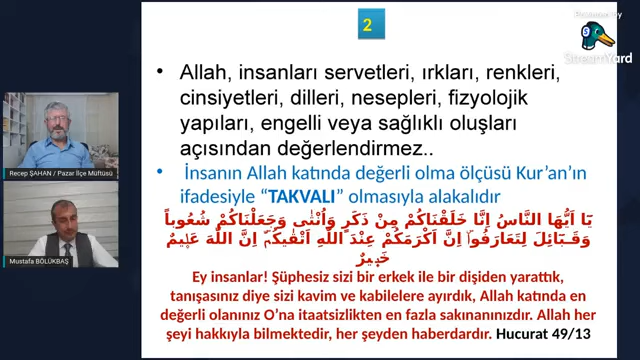 2
Powered by
StreamYard
• Allah, insanları servetleri, ırkları, renkleri,
cinsiyetleri, dilleri, nesepleri, fizyolojik
yapıları, engelli veya sağlıklı oluşları
açısından değerlendirmez..
• İnsanın Allah katında değerli olma ölçüsü Kur’an’ın
ifadesiyle “TAKVALI” olmasıyla alakalıdır
يَٓا اَيُّهَا النَّاسُ اِنَّا خَلَقْنَاكُمْ مِنْ ذَكَرٍ وَاُنْثٰى وَجَعَلْنَاكُمْ شُعُوباً
وَقَـبَٓائِلَ لِتَعَارَفُواۜ اِنَّ اَكْرَمَكُمْ عِنْدَ اللّٰهِ اَتْقٰيكُمْۜ اِنَّ اللّٰهَ عَل۪يمٌ
خَب۪يرٌ
Ey insanlar! Şüphesiz sizi bir erkek ile bir dişiden yarattık,
tanışasınız diye sizi kavim ve kabilelere ayırdık, Allah katında en
değerli olanınız O’na itaatsizlikten en fazla sakınanınızdır. Allah her
şeyi hakkıyla bilmektedir, her şeyden haberdardır. Hucurat 49/13
Recep ŞAHAN / Pazar İlçe Müftüsü
Mustafa BÖLÜKBAŞ